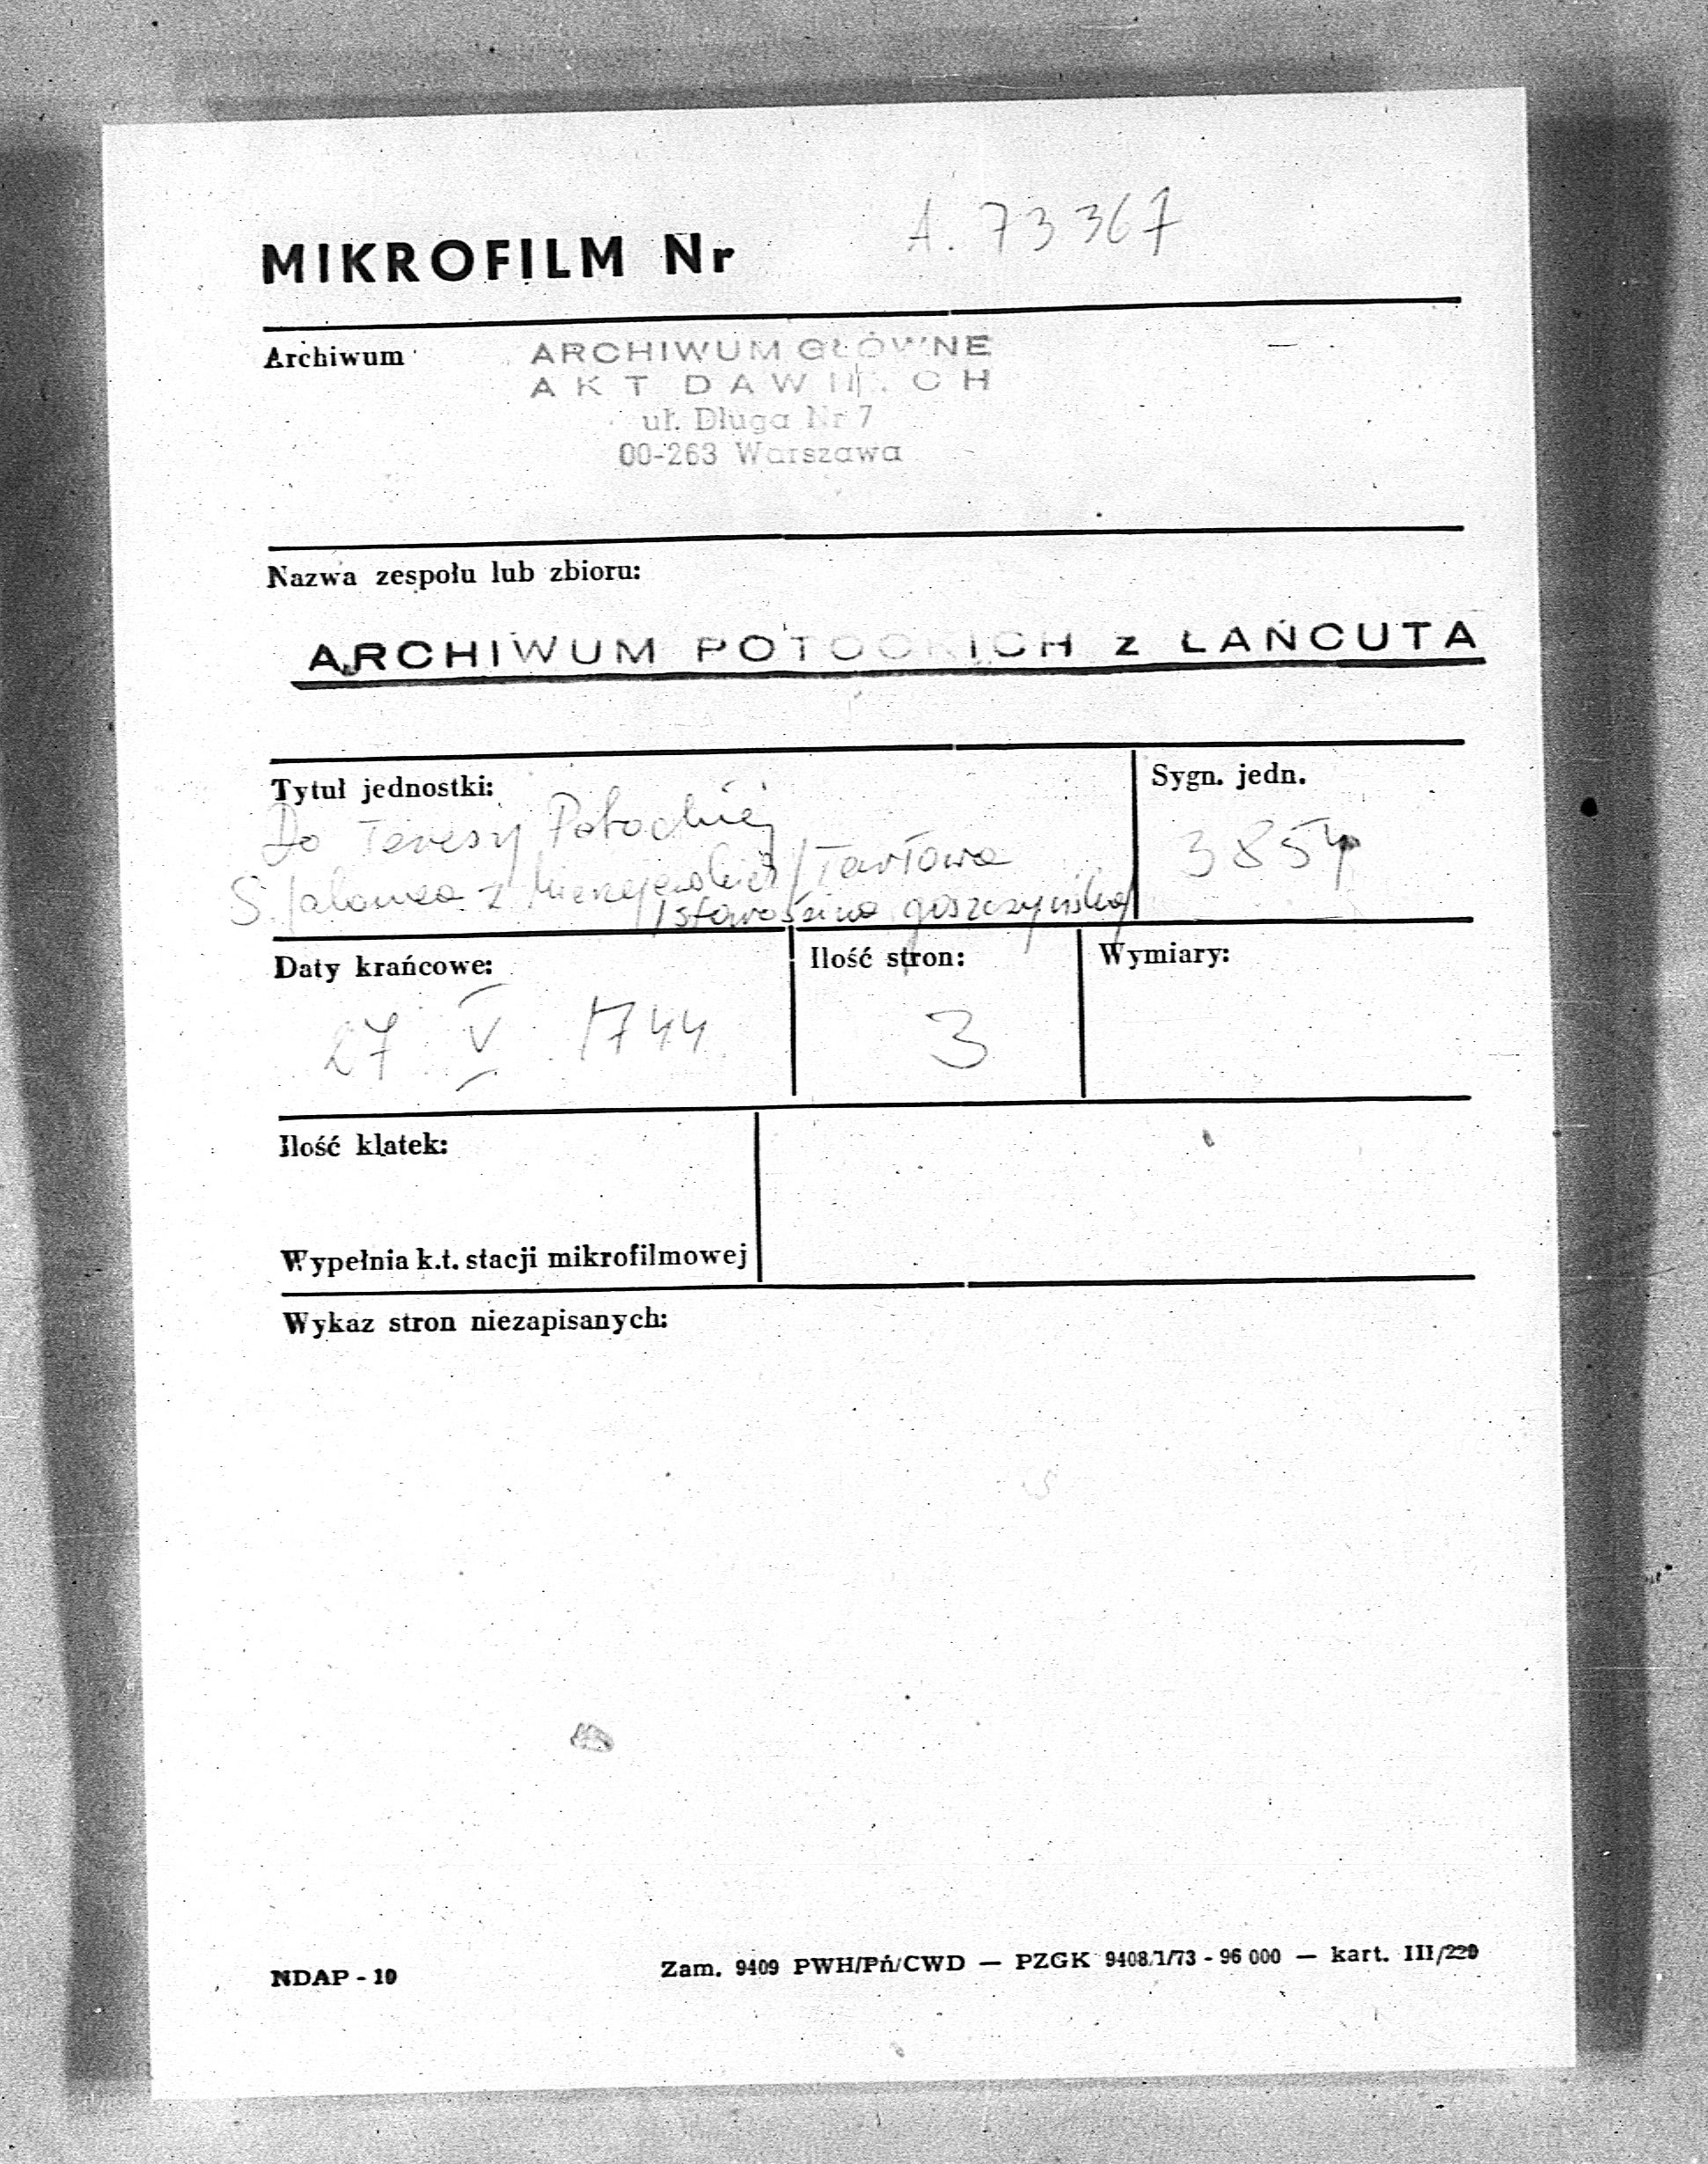 MIKROFILM Nr A. 73367
Archiwum
ARCHIWUM GŁÓWNE
AKT DAWNYCH
ul. Długa Nr 7
00-263 Warszawa
Nazwa zespołu lub zbioru:
ARCHIWUM POTOCKICH z ŁAŃCUTA
Tytuł jednostki:
Sygn. jedn.
Do Teresy Potockiej
3854
z Tarłowa
starościna goszczyńska
Daty krańcowe:
Ilość stron:
Wymiary:
27 V 1744
3
Ilość klatek:
Wypełnia k.t. stacji mikrofilmowej
Wykaz stron niezapisanych:
NDAP - 10
Zam. 9409 PWH/Pń/CWD — PZGK 9408/1/73 - 96 000 — kart. III/220